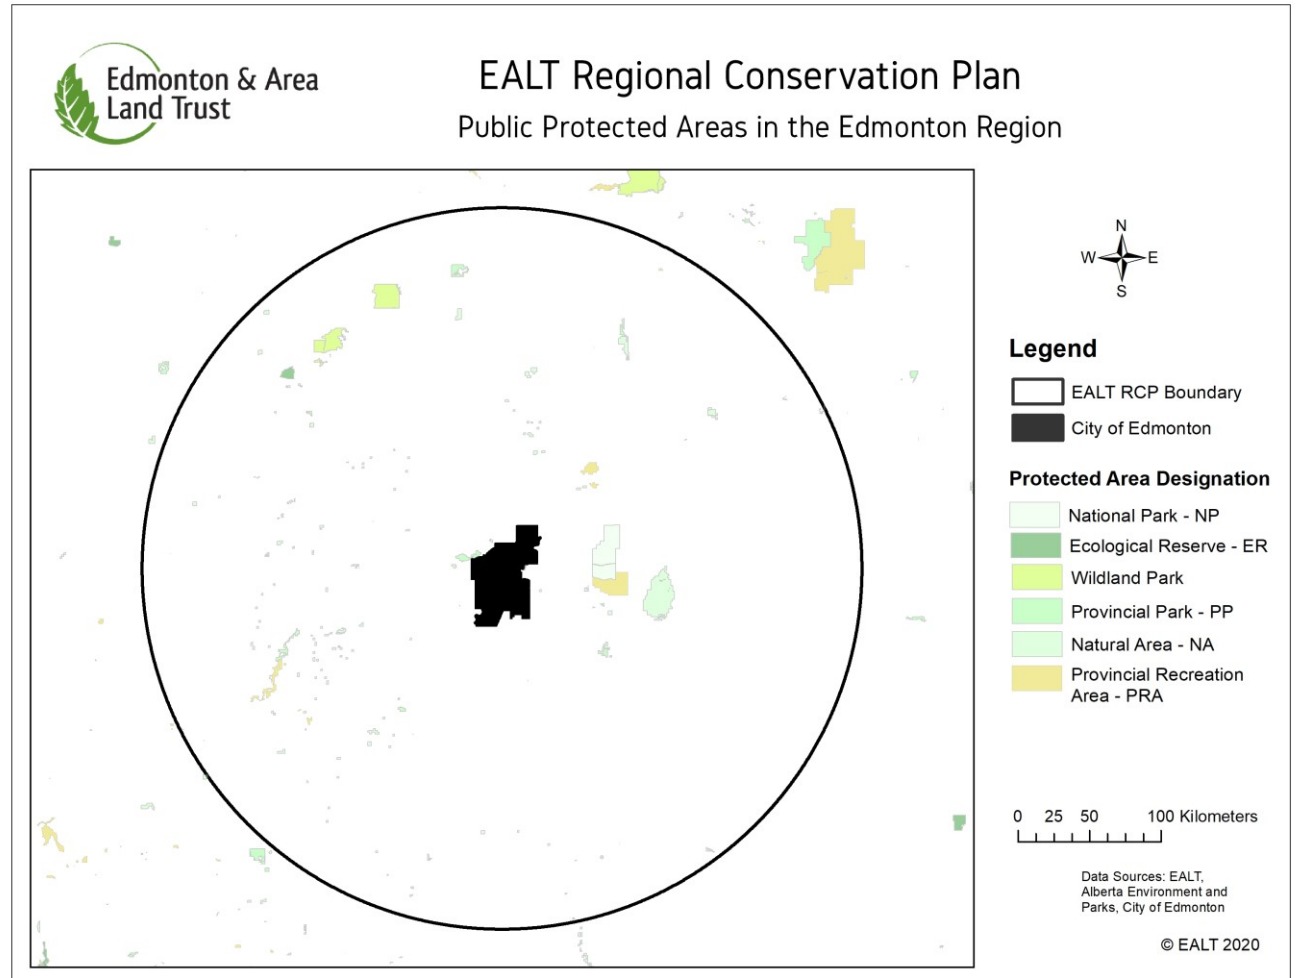 Edmonton & Area
Land Trust
EALT Regional Conservation Plan
Public Protected Areas in the Edmonton Region
N
W
E
S
Legend
EALT RCP Boundary
City of Edmonton
Protected Area Designation
National Park - NP
Ecological Reserve - ER
Wildland Park
Provincial Park - PP
Natural Area - NA
Provincial Recreation
Area - PRA
0 25 50 100 Kilometers
Data Sources: EALT,
Alberta Environment and
Parks, City of Edmonton
© EALT 2020